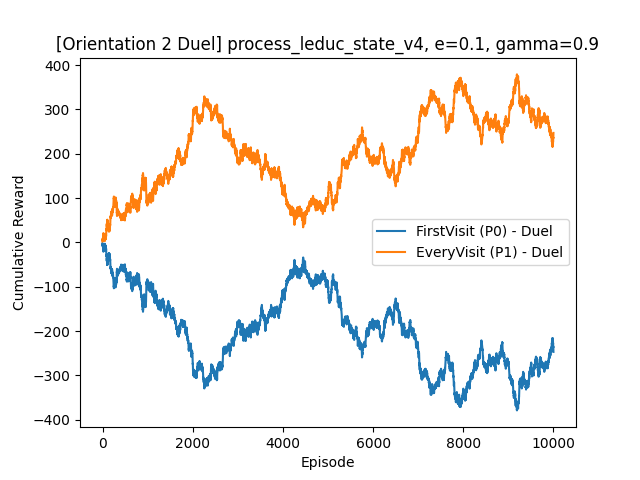 [Orientation 2 Duel] process_leduc_state_v4, e=0.1, gamma=0.9
400
300
200
100
0
−100
−200
−300
−400
Cumulative Reward
FirstVisit (P0) - Duel
EveryVisit (P1) - Duel
0 2000 4000 6000 8000 10000
Episode